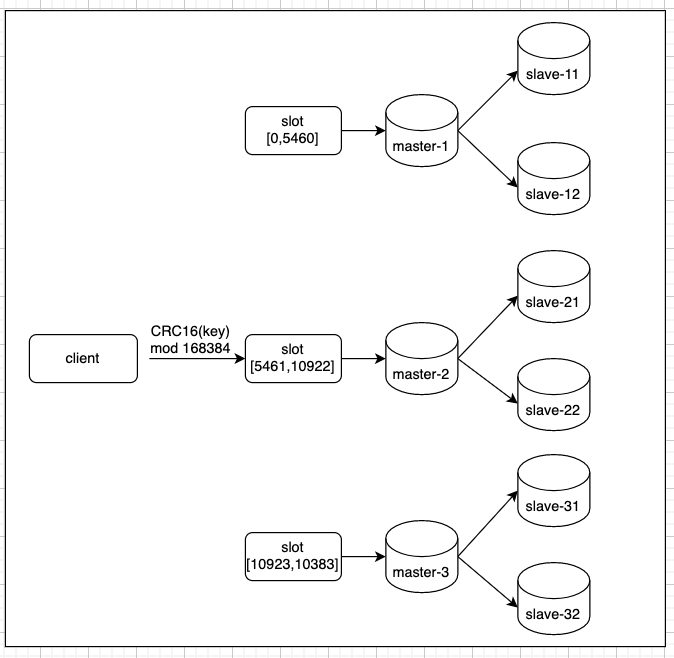 slave-11
slot
[0,5460]
master-1
slave-12
slave-21
CRC16(key)
mod 168384
client
slot
[5461,10922]
master-2
slave-22
slave-31
slot
[10923,10383]
master-3
slave-32